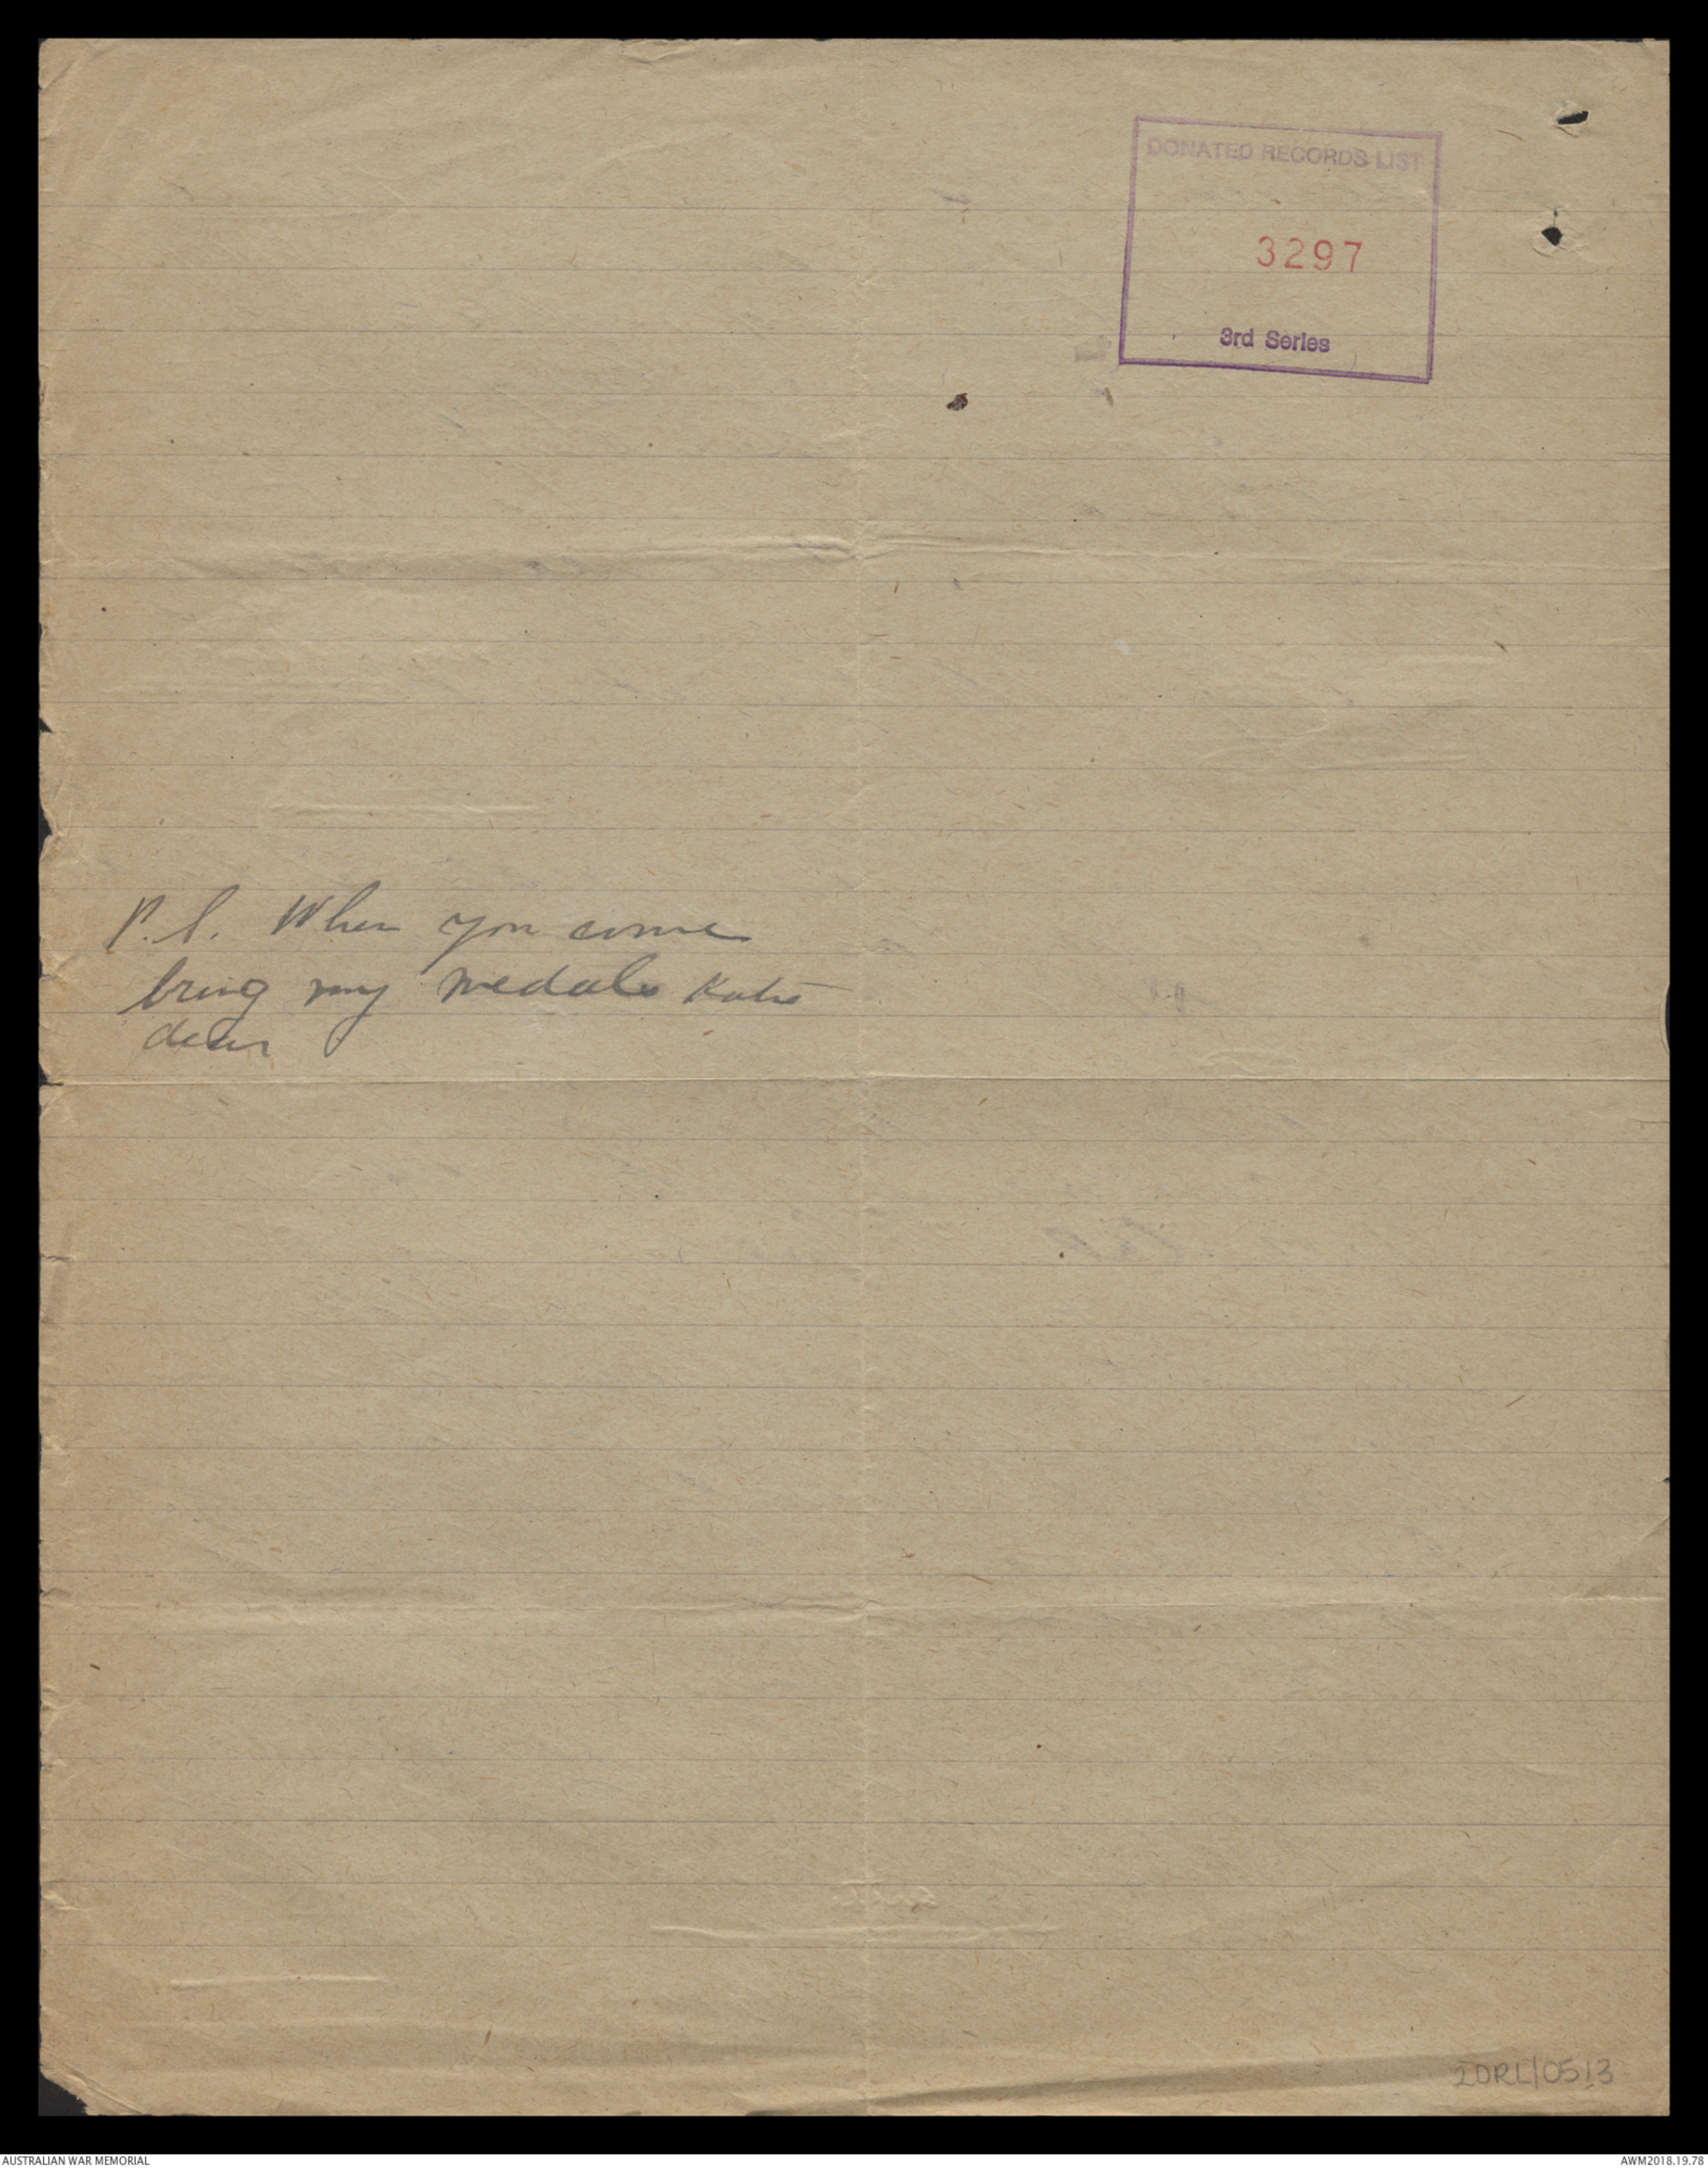 DONATED RECORDS LIST
3297
3rd Series
P.S. When you come
bring my medals Katie
dear
2DRL/0513
AUSTRALIAN WAR MEMORIAL
AWM2018.19.78